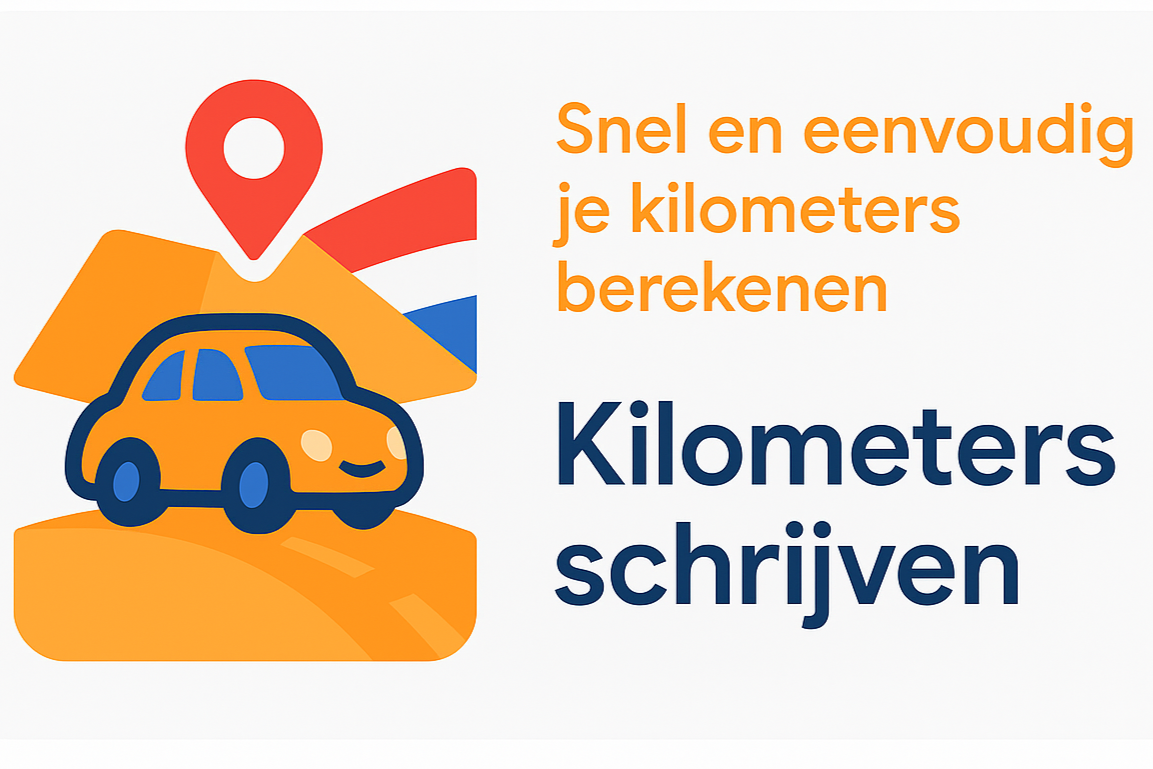 Snel en eenvoudig
je kilometers
berekenen
Kilometers
schrijven